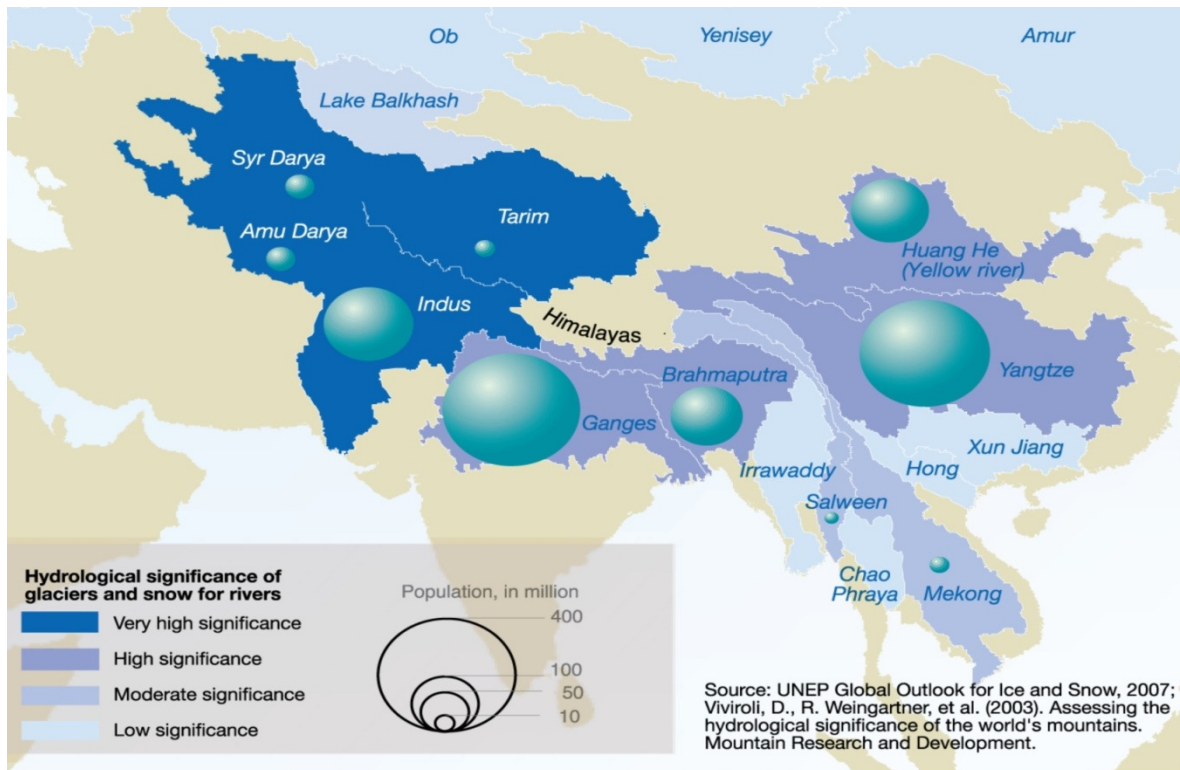 Ob
Yenisey
Amur
Lake Balkhash
Syr Darya
Tarim
Amu Darya
Huang He
(Yellow river)
Indus
Himalayas
Yangtze
Brahmaputra
Ganges
Xun Jiang
Irrawaddy
Hong
Salween
Chao
Phraya
Mekong
Hydrological significance of
glaciers and snow for rivers
Very high significance
High significance
Moderate significance
Low significance
Population, in million
400
100
50
10
Source: UNEP Global Outlook for Ice and Snow, 2007;
Viviroli, D., R. Weingartner, et al. (2003). Assessing the
hydrological significance of the world's mountains.
Mountain Research and Development.